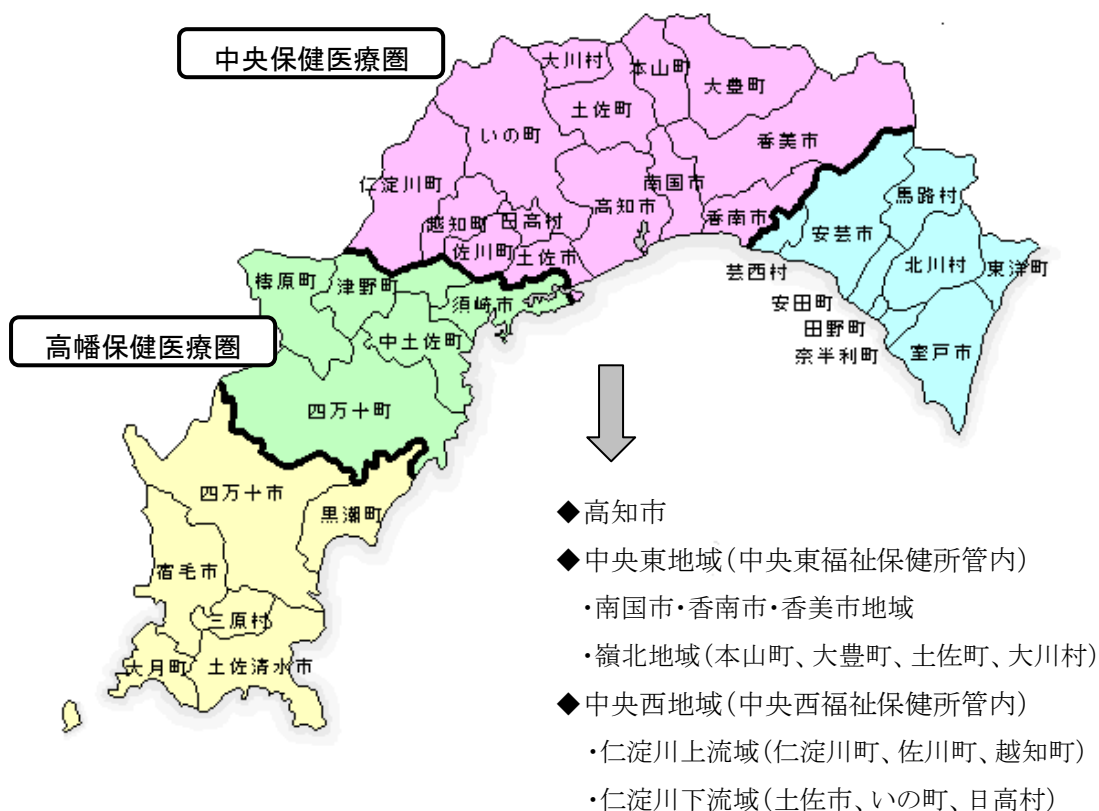 中央保健医療圏
大川村
本山町
大豊町
土佐町
いの町
香美市
仁淀川町
南国市
高知市
馬路村
越知町
日高村
香南市
安芸市
佐川町
土佐市
北川村
東洋町
芸西村
梼原町
津野町
須崎市
安田町
田野町
中土佐町
高幡保健医療圏
奈半利町
室戸市
四万十町
四万十市
黒潮町
◆高知市
◆中央東地域(中央東福祉保健所管内)
宿毛市
・南国市・香南市・香美市地域
三原村
・嶺北地域(本山町、大豊町、土佐町、大川村)
大月町
土佐清水市
◆中央西地域(中央西福祉保健所管内)
・仁淀川上流域(仁淀川町、佐川町、越知町)
・仁淀川下流域(土佐市、いの町、日高村)